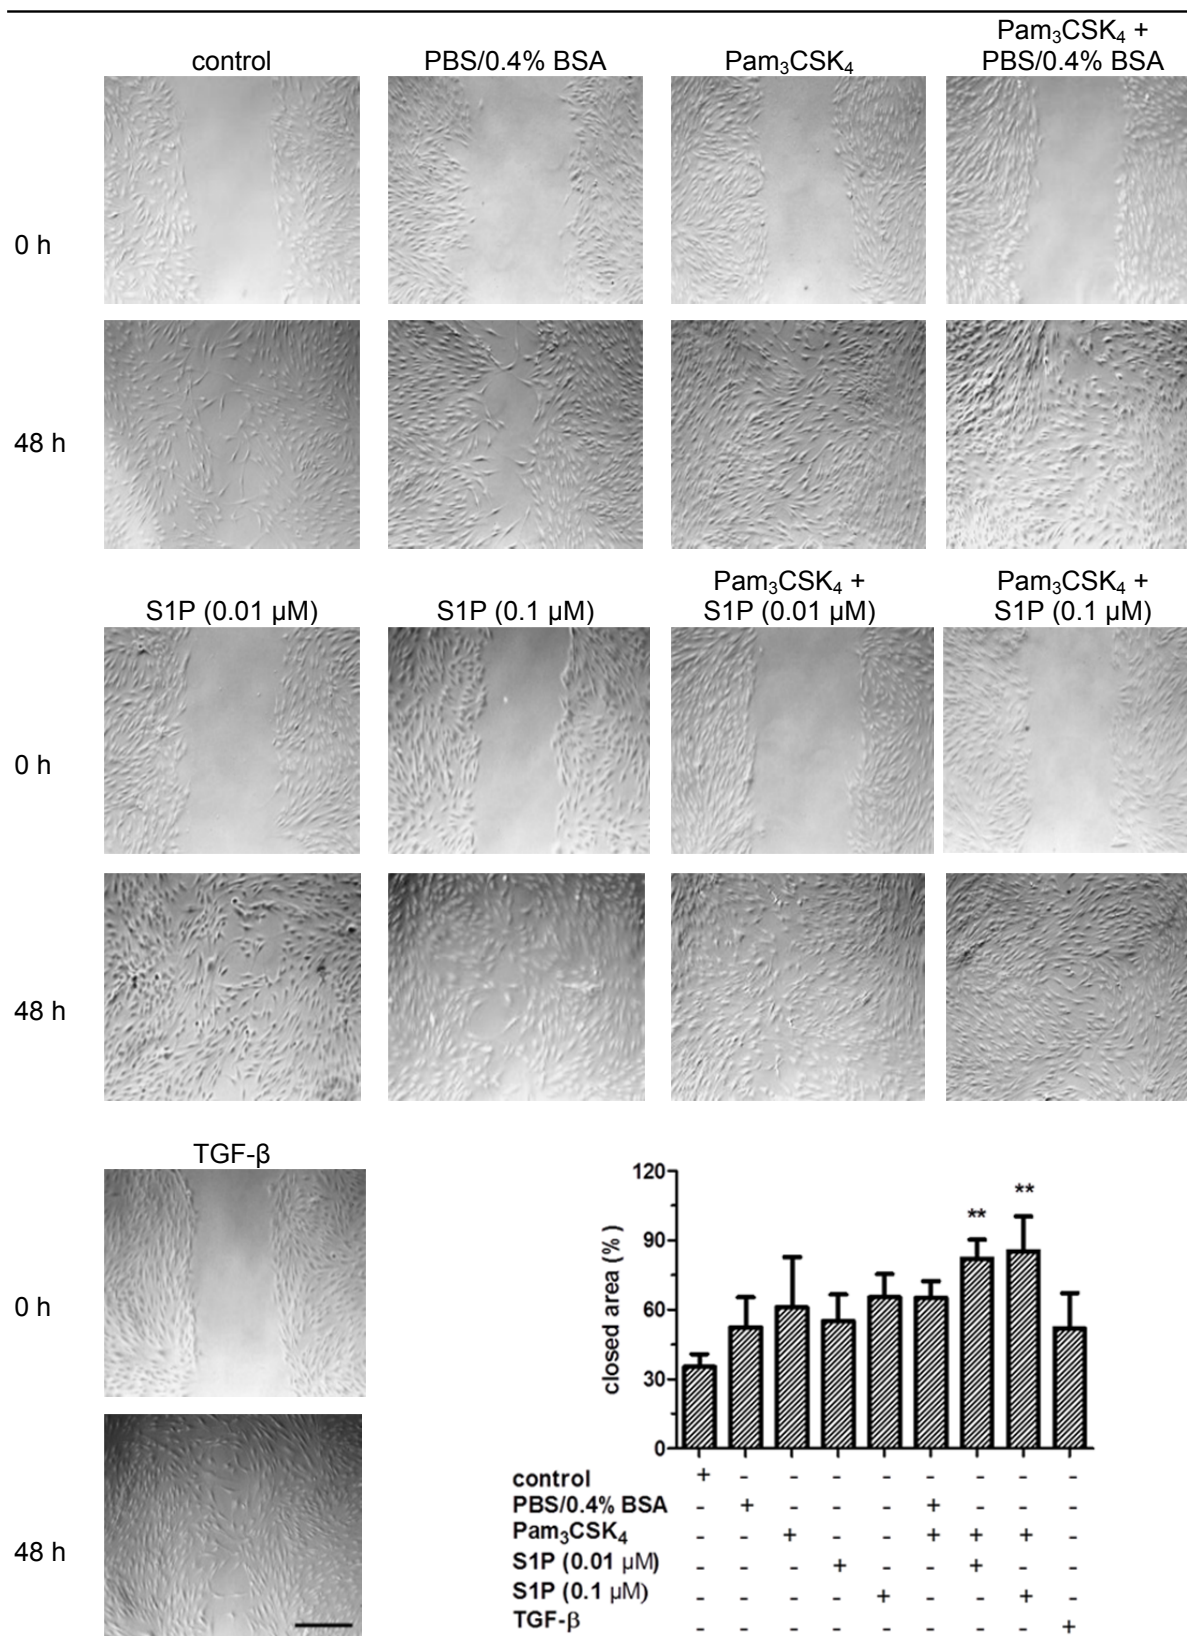 control PBS/0.4% BSA Pam₃CSK₄ Pam₃CSK₄ +
PBS/0.4% BSA
0 h
48 h
S1P (0.01 µM) S1P (0.1 µM) Pam₃CSK₄ +
S1P (0.01 µM) Pam₃CSK₄ +
S1P (0.1 µM)
0 h
48 h
TGF-β
0 h
48 h
closed area (%)
120
90
60
30
0
** **
control + - - - - - - - -
PBS/0.4% BSA - + - - - + - - -
Pam₃CSK₄ - - + - - + + + -
S1P (0.01 µM) - - - + - - + - -
S1P (0.1 µM) - - - - + - - + -
TGF-β - - - - - - - - +